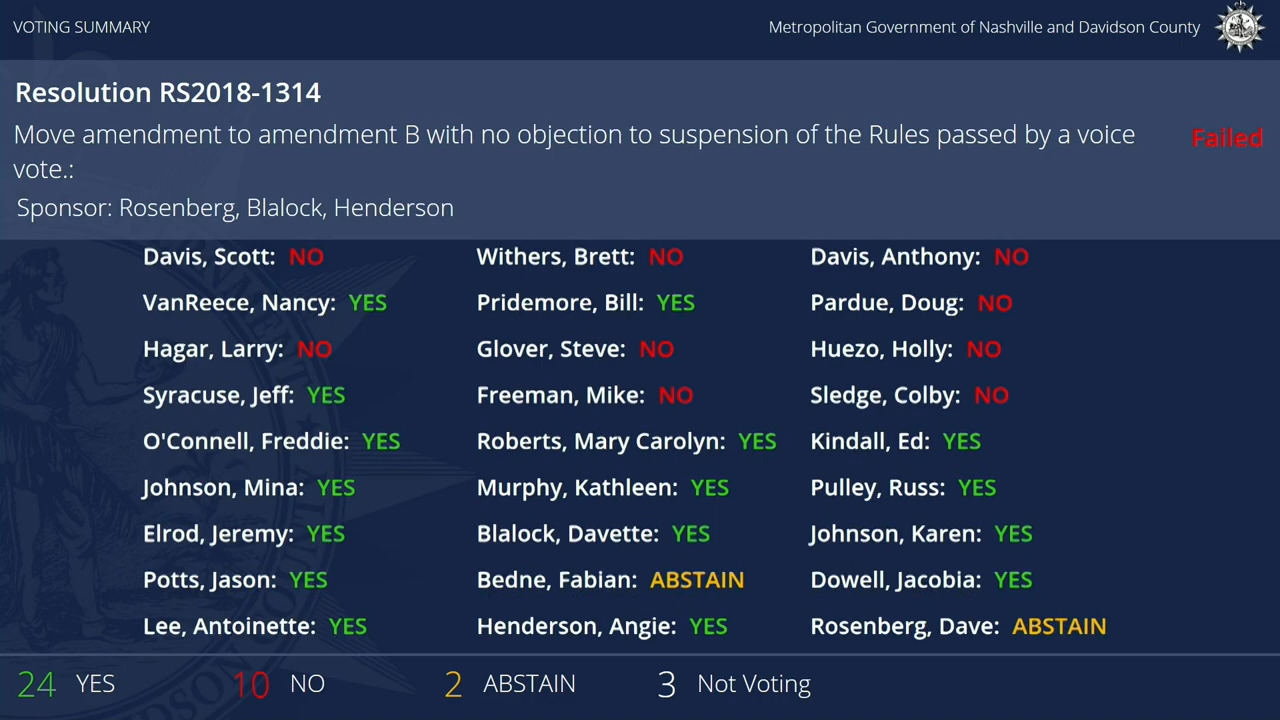 VOTING SUMMARY
Metropolitan Government of Nashville and Davidson County
Resolution RS2018-1314
Move amendment to amendment B with no objection to suspension of the Rules passed by a voice
vote.:
Failed
Sponsor: Rosenberg, Blalock, Henderson
Davis, Scott: NO Withers, Brett: NO Davis, Anthony: NO
VanReece, Nancy: YES Pridemore, Bill: YES Pardue, Doug: NO
Hagar, Larry: NO Glover, Steve: NO Huezo, Holly: NO
Syracuse, Jeff: YES Freeman, Mike: NO Sledge, Colby: NO
O'Connell, Freddie: YES Roberts, Mary Carolyn: YES Kindall, Ed: YES
Johnson, Mina: YES Murphy, Kathleen: YES Pulley, Russ: YES
Elrod, Jeremy: YES Blalock, Davette: YES Johnson, Karen: YES
Potts, Jason: YES Bedne, Fabian: ABSTAIN Dowell, Jacobia: YES
Lee, Antoinette: YES Henderson, Angie: YES Rosenberg, Dave: ABSTAIN
24 YES 10 NO 2 ABSTAIN 3 Not Voting